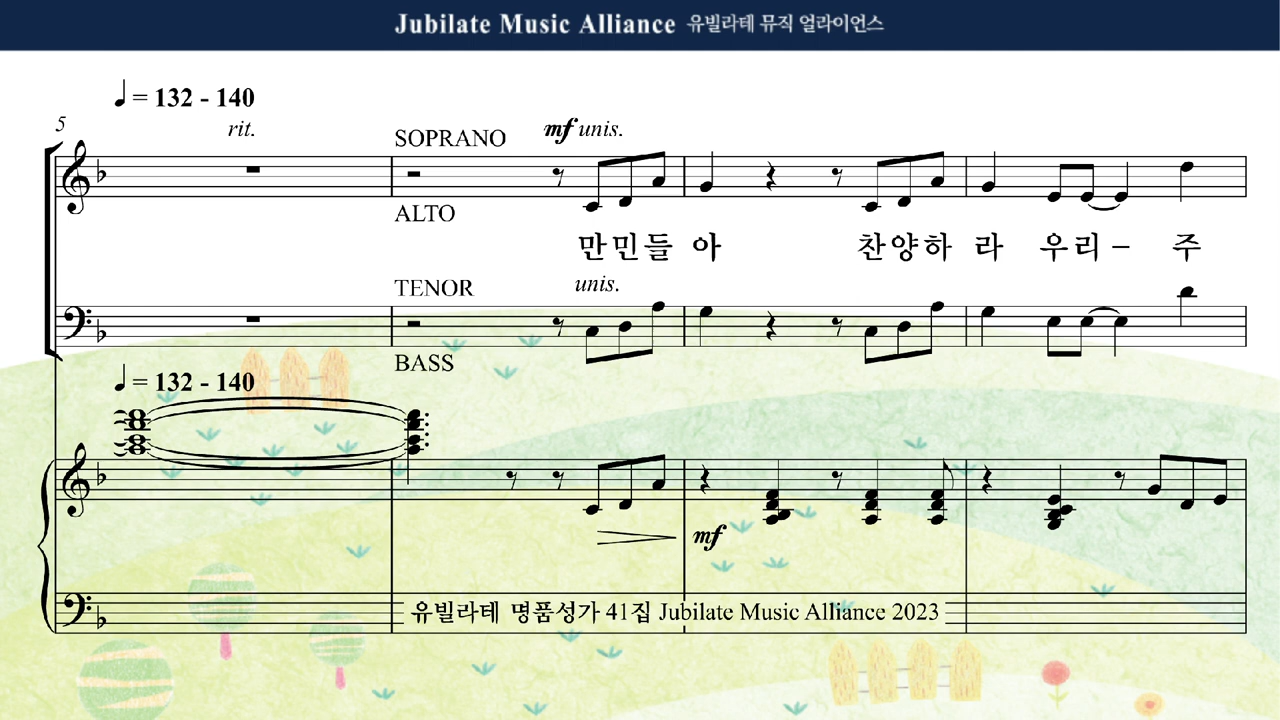 Jubilate Music Alliance 유빌라테 뮤직 얼라이언스
♩ = 132 - 140
5
rit.
SOPRANO
mf unis.
ALTO
만민들 아 찬양하 라 우리 – 주
TENOR
unis.
BASS
♩ = 132 - 140
mf
유빌라테 명품성가 41집 Jubilate Music Alliance 2023